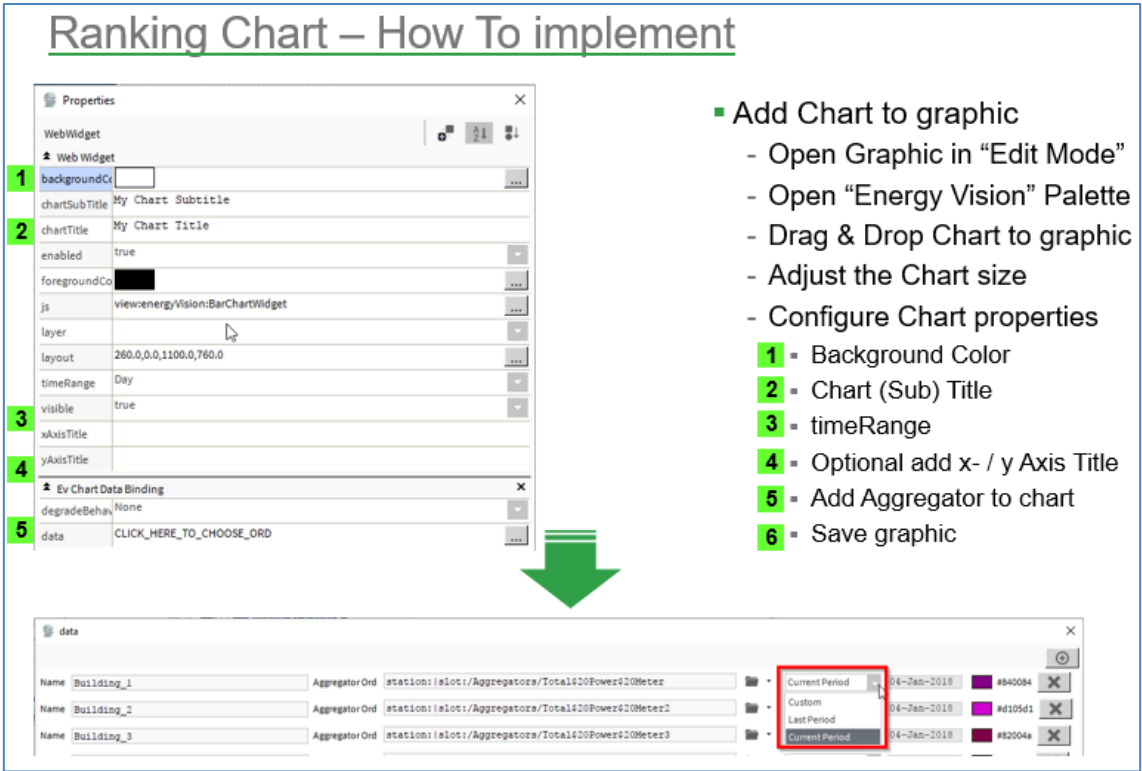 Ranking Chart – How To implement
Properties
WebWidget
Web Widget
1 backgroundCo
chartSubTitle My Chart Subtitle
2 chartTitle My Chart Title
enabled true
foregroundCo
js view:energyVision:BarChartWidget
layer
layout 260.0,0.0,1100.0,760.0
timeRange Day
3 visible true
xAxisTitle
4 yAxisTitle
Ev Chart Data Binding
degradeBehav None
5 data CLICK_HERE_TO_CHOOSE_ORD
Add Chart to graphic
- Open Graphic in “Edit Mode”
- Open “Energy Vision” Palette
- Drag & Drop Chart to graphic
- Adjust the Chart size
- Configure Chart properties
1 Background Color
2 Chart (Sub) Title
3 timeRange
4 Optional add x- / y Axis Title
5 Add Aggregator to chart
6 Save graphic
data
Name Building_1 Aggregator Ord station:|slot:/Aggregators/Total$20Power$20Meter Current Period 04-Jan-2018 #840084
Custom
Name Building_2 Aggregator Ord station:|slot:/Aggregators/Total$20Power$20Meter2 04-Jan-2018 #d105d1
Last Period
Name Building_3 Aggregator Ord station:|slot:/Aggregators/Total$20Power$20Meter3 Current Period 04-Jan-2018 #82004a